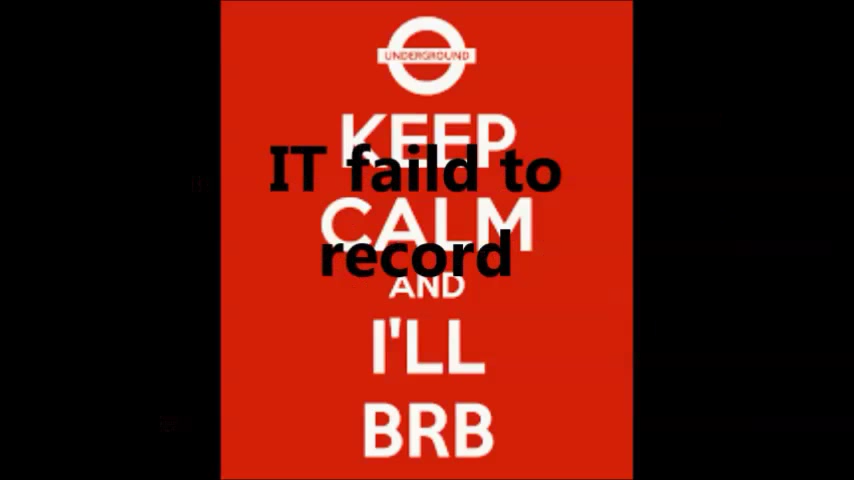 UNDERGROUND
KEEP
IT faild to
CALM
record
AND
I'LL
BRB